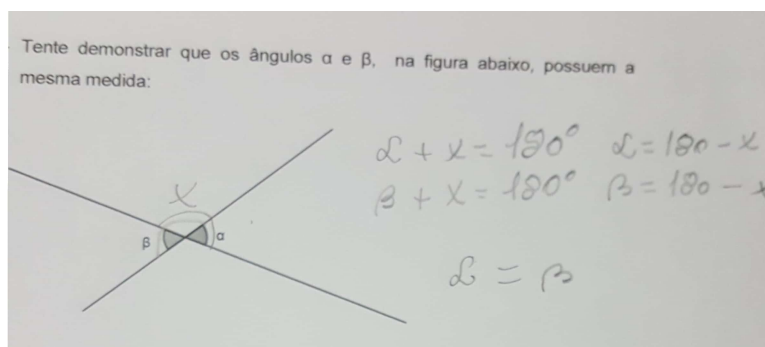 Tente demonstrar que os ângulos α e β, na figura abaixo, possuem a
mesma medida:
α + x = 180° α = 180 - x
β + x = 180° β = 180 - x
x
β α
α = β